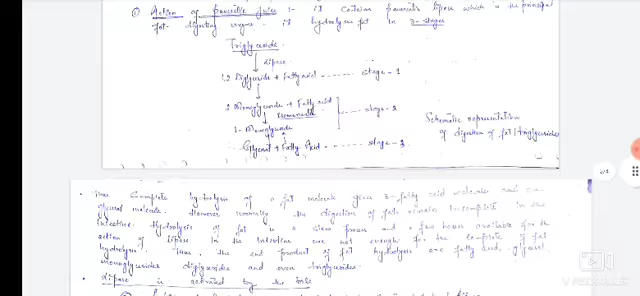 Action of pancreatic juice :- it contains pancreatic lipase which is the principal
fat-digesting enzyme. it hydrolyses fat in 3-stages
Triglyceride
lipase
1,2 Diglyceride + Fatty acid ------- stage-1
2 Monoglyceride + Fatty Acid
Isomerase
stage-2
1-Monoglyceride
Glycerol + Fatty Acid ------- stage-3
Schematic representation
of digestion of fat/triglycerides
Thus complete hydrolysis of a fat molecule gives 3-fatty acid molecules and one
glycerol molecule. However normally the digestion of fats remain incomplete in the
intestine. Hydrolysis of fat is a slow process and a few hours available for the
action of lipase in the intestine are not enough for the complete of fat
hydrolysis. Thus, the end product of fat hydrolysis are fatty acid, glycerol
monoglycerides diglycerides and even triglycerides.
Lipase is activated by the bile